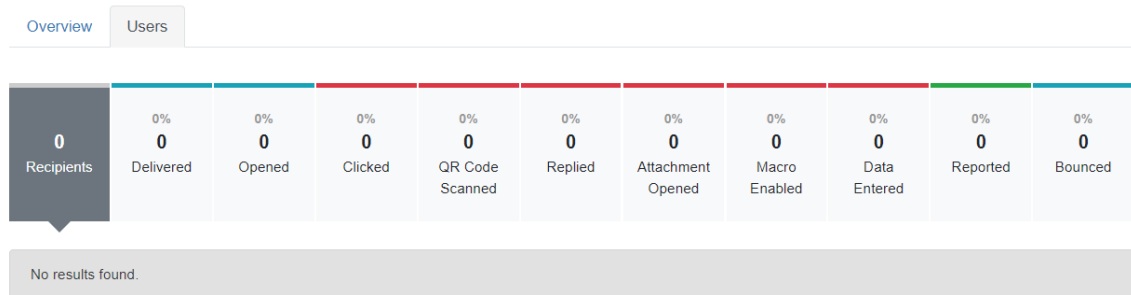 Overview
Users
0
Recipients
0%
0
Delivered
0%
0
Opened
0%
0
Clicked
0%
0
QR Code
Scanned
0%
0
Replied
0%
0
Attachment
Opened
0%
0
Macro
Enabled
0%
0
Data
Entered
0%
0
Reported
0%
0
Bounced
No results found.